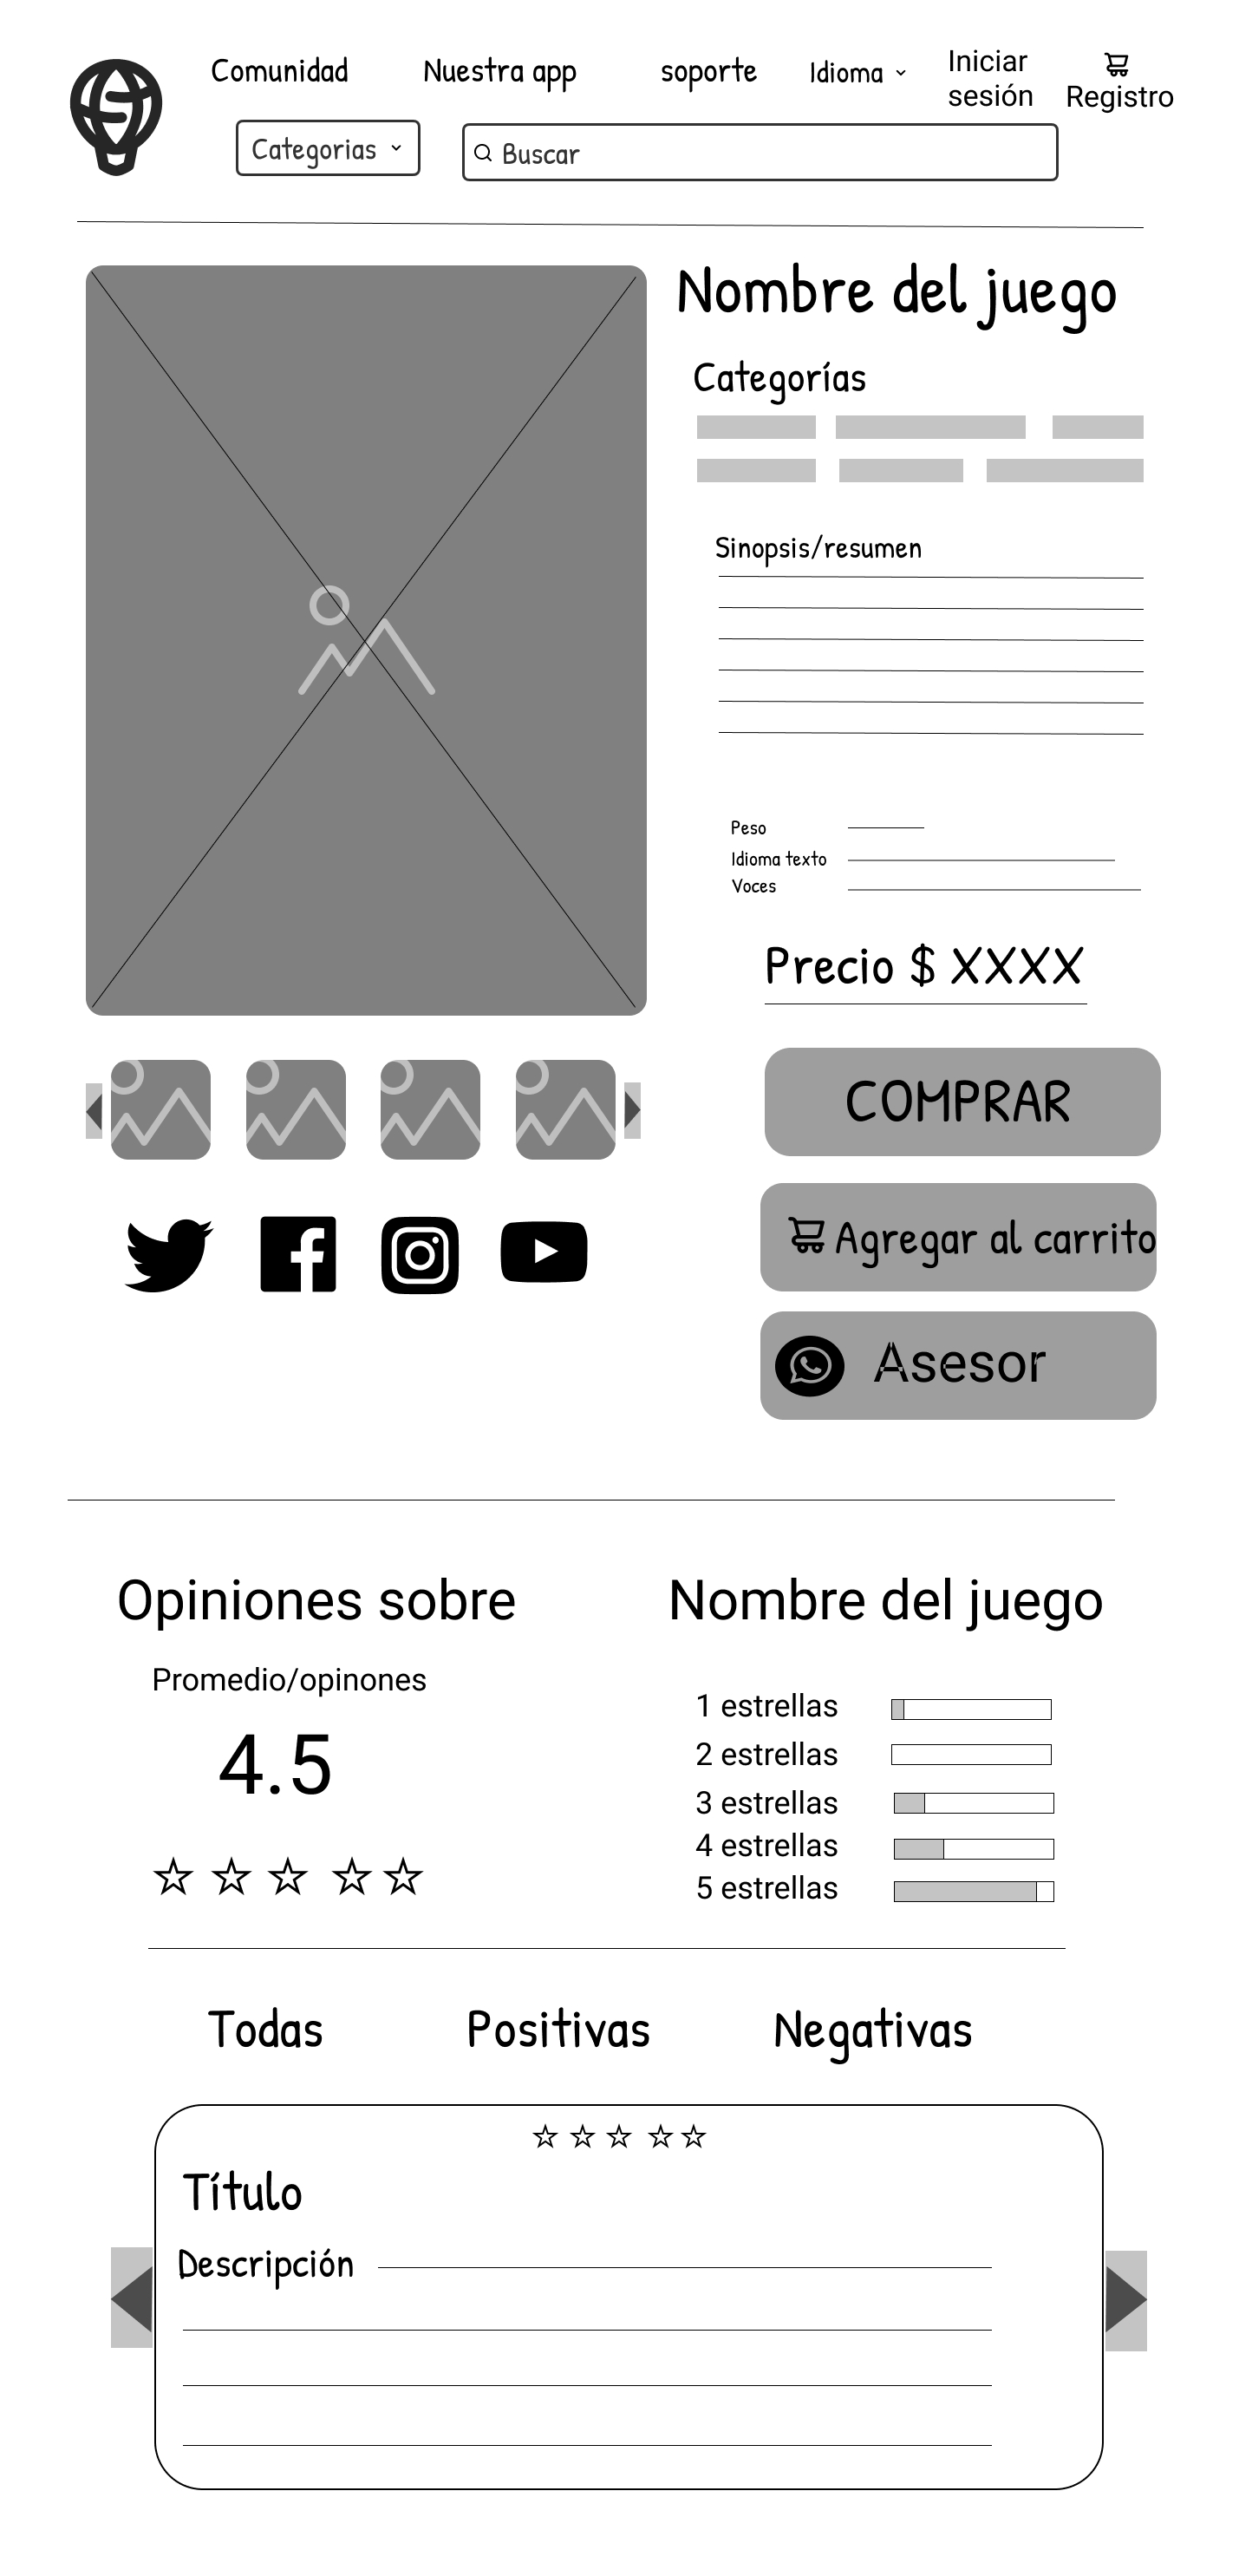 Comunidad
Nuestra app
soporte
Idioma
Iniciar
sesión
Registro
Categorias
Buscar
Nombre del juego
Categorías
Sinopsis/resumen
Peso
Idioma texto
Voces
Precio $ XXXX
COMPRAR
Agregar al carrito
Asesor
Opiniones sobre
Nombre del juego
Promedio/opinones
4.5
1 estrellas
2 estrellas
3 estrellas
4 estrellas
5 estrellas
Todas
Positivas
Negativas
Título
Descripción